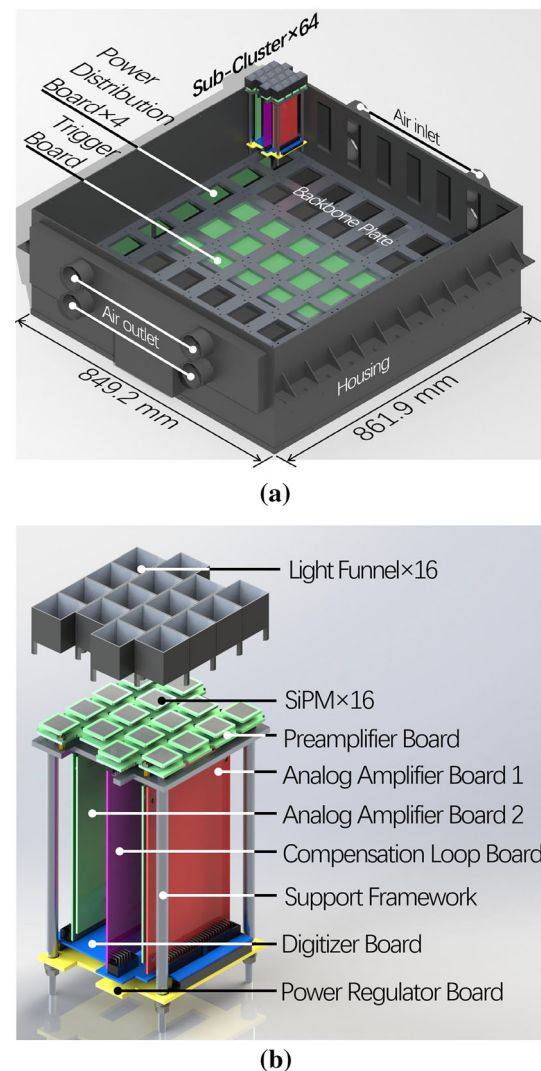 Sub-Cluster×64
Power
Distribution
Board×4
Trigger
Board
Air inlet
Backbone Plate
Air outlet
Housing
849.2 mm
861.9 mm
(a)
Light Funnel×16
SiPM×16
Preamplifier Board
Analog Amplifier Board 1
Analog Amplifier Board 2
Compensation Loop Board
Support Framework
Digitizer Board
Power Regulator Board
(b)